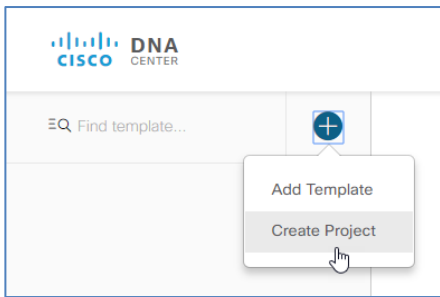 CISCO DNA CENTER
Find template...
Add Template
Create Project